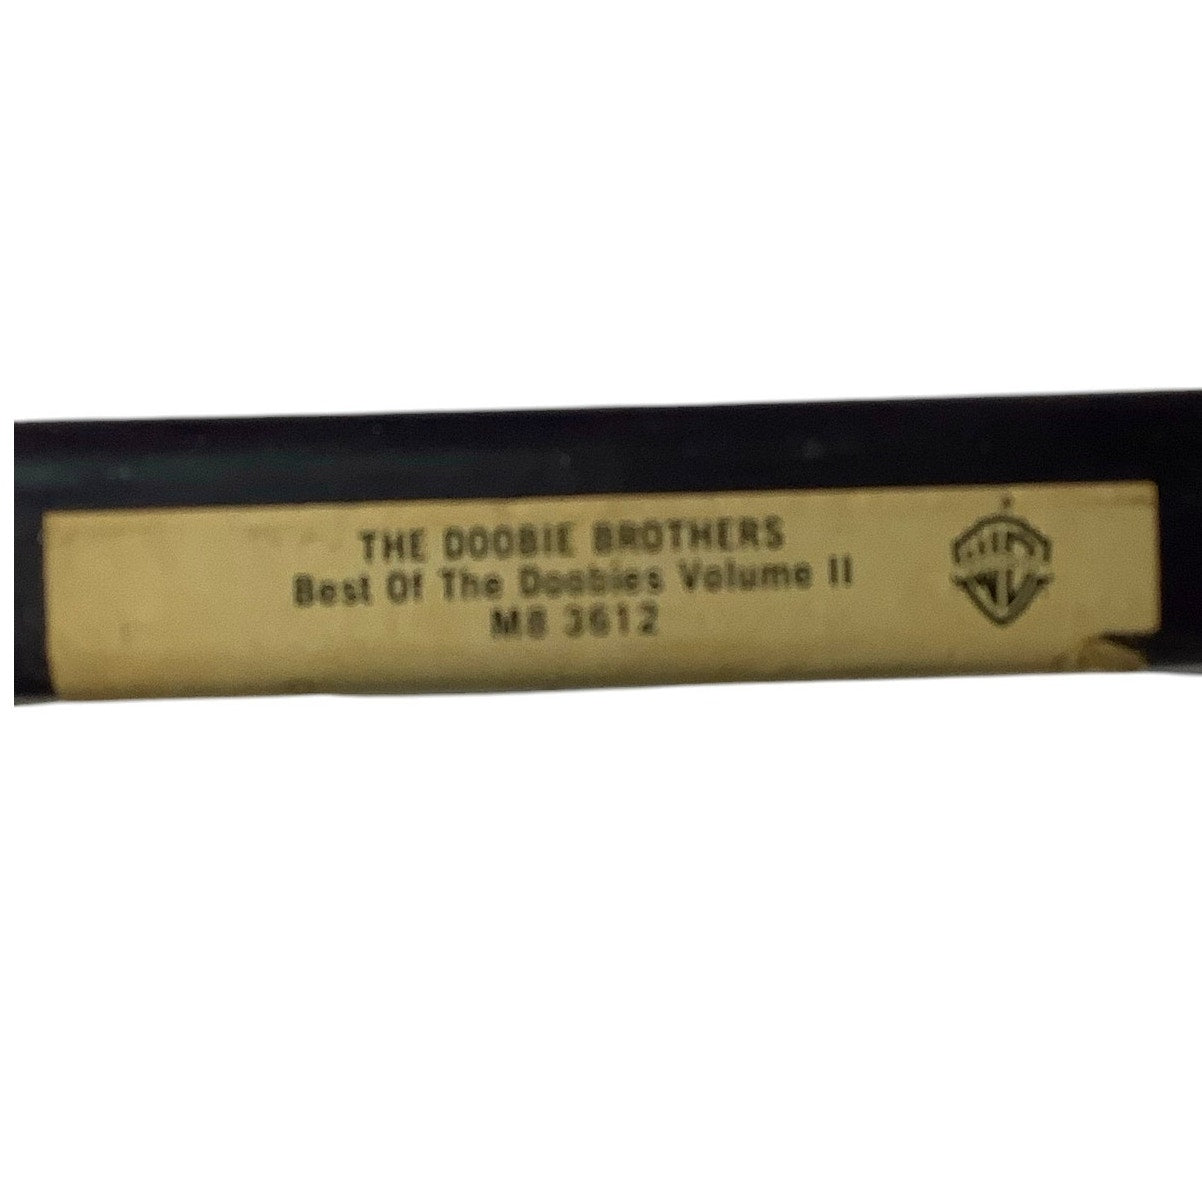 THE DOOBIE BROTHERS
Best Of The Doobies Volume II
M8 3612